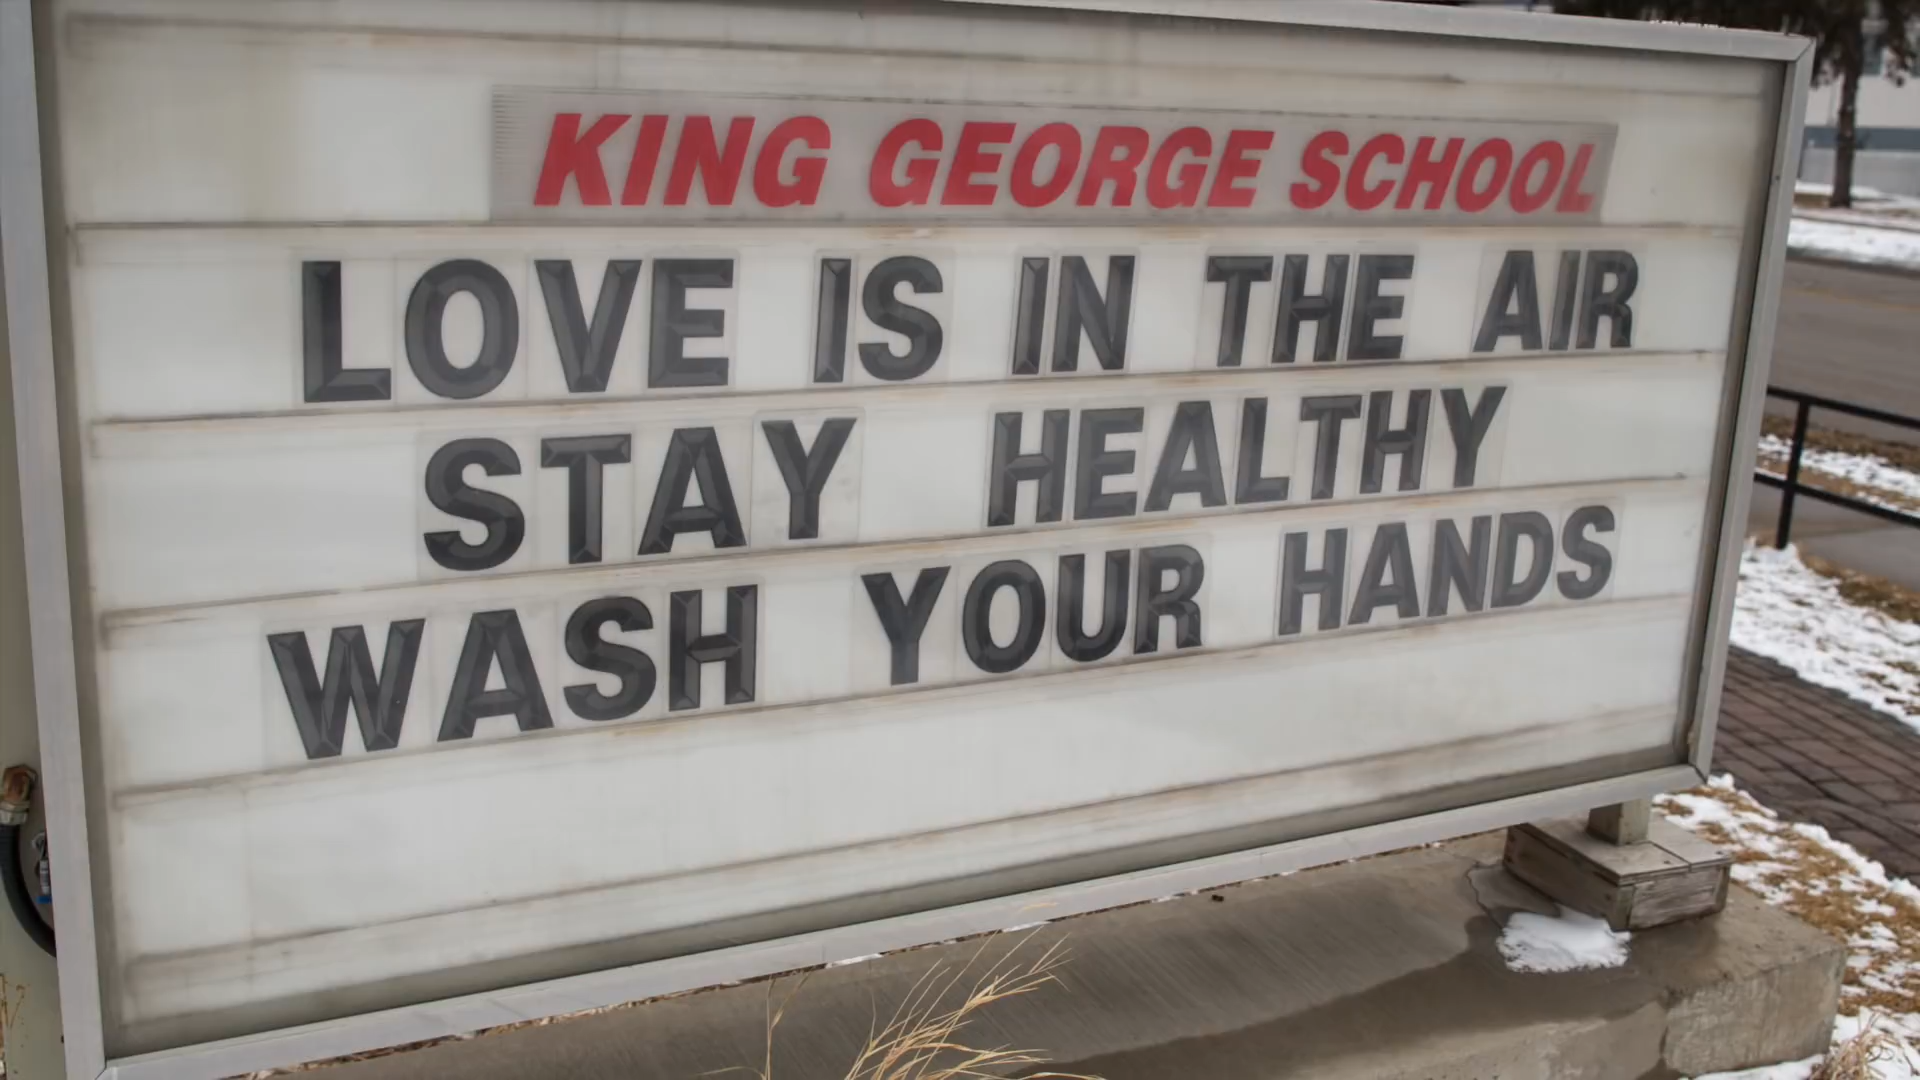 KING GEORGE SCHOOL
LOVE IS IN THE AIR
STAY HEALTHY
WASH YOUR HANDS